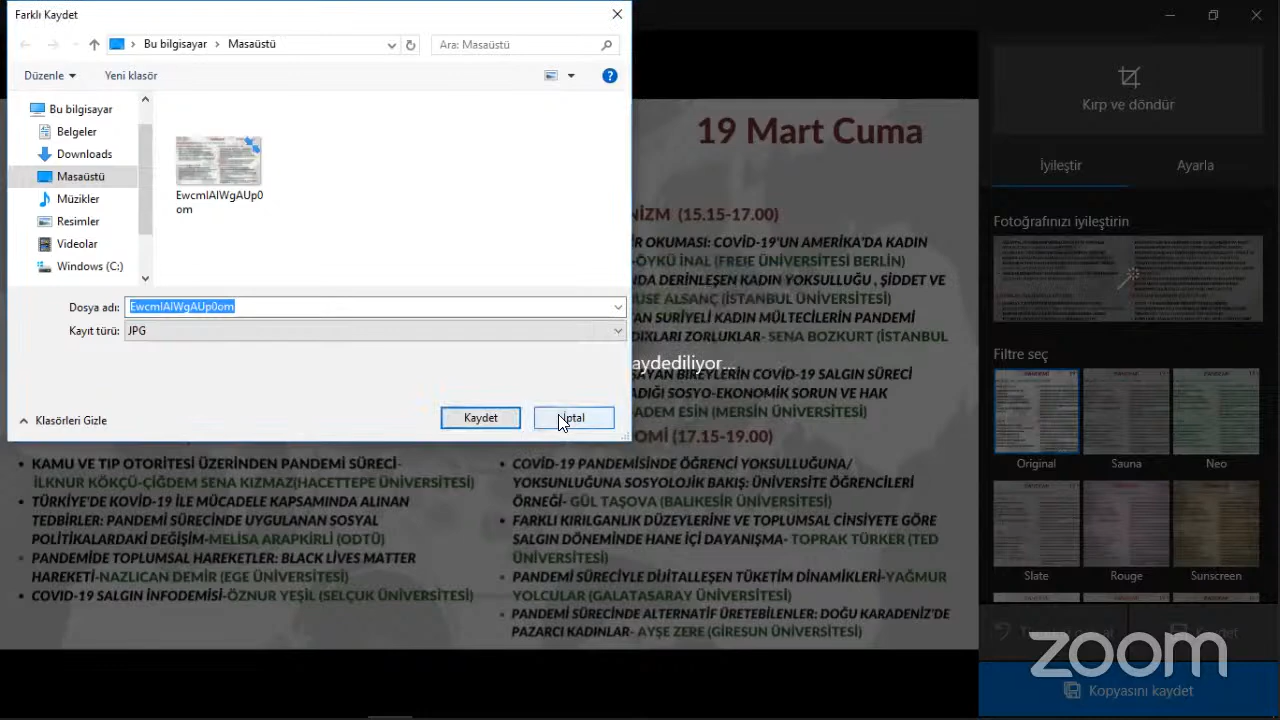 Farklı Kaydet
Bu bilgisayar > Masaüstü
Ara: Masaüstü
Düzenle
Yeni klasör
Bu bilgisayar
Belgeler
Downloads
Masaüstü
Müzikler
Resimler
Videolar
Windows (C:)
EwcmIAlWgAUp0
om
Dosya adı: EwcmIAlWgAUp0om
Kayıt türü: JPG
Klasörleri Gizle
Kaydet
İptal
19 Mart Cuma
NİZM (15.15-17.00)
R OKUMASI: COVİD-19'UN AMERİKA'DA KADIN
ÖYKÜ İNAL (FREIE ÜNİVERSİTESİ BERLİN)
NDA DERİNLEŞEN KADIN YOKSULLUĞU , ŞİDDET VE
USE ALSANÇ (İSTANBUL ÜNİVERSİTESİ)
TAN SURİYELİ KADIN MÜLTECİLERİN PANDEMİ
DIKLARI ZORLUKLAR- SENA BOZKURT (İSTANBUL
aydediliyor...
ŞAYAN BİREYLERİN COVİD-19 SALGIN SÜRECİ
ADIĞI SOSYO-EKONOMİK SORUN VE HAK
ADEM ESİN (MERSİN ÜNİVERSİTESİ)
OMİ (17.15-19.00)
• KAMU VE TIP OTORİTESİ ÜZERİNDEN PANDEMİ SÜRECİ-
İLKNUR KÖKÇÜ-ÇİĞDEM SENA KIZMAZ(HACETTEPE ÜNİVERSİTESİ)
• TÜRKİYE'DE KOVİD-19 İLE MÜCADELE KAPSAMINDA ALINAN
TEDBİRLER: PANDEMİ SÜRECİNDE UYGULANAN SOSYAL
POLİTİKALARDAKİ DEĞİŞİM-MELİSA ARAPKİRLİ (ODTÜ)
• PANDEMİDE TOPLUMSAL HAREKETLER: BLACK LİVES MATTER
HAREKETİ-NAZLICAN DEMİR (EGE ÜNİVERSİTESİ)
• COVID-19 SALGIN İNFODEMİSİ-ÖZNUR YEŞİL (SELÇUK ÜNİVERSİTESİ)
• COVİD-19 PANDEMİSİNDE ÖĞRENCİ YOKSULLUĞUNA/
YOKSUNLUĞUNA SOSYOLOJİK BAKIŞ: ÜNİVERSİTE ÖĞRENCİLERİ
ÖRNEĞİ- GÜL TAŞOVA (BALIKESİR ÜNİVERSİTESİ)
• FARKLI KIRILGANLIK DÜZEYLERİNE VE TOPLUMSAL CİNSİYETE GÖRE
SALGIN DÖNEMİNDE HANE İÇİ DAYANIŞMA- TOPRAK TÜRKER (TED
ÜNİVERSİTESİ)
• PANDEMİ SÜRECİYLE DİJİTALLEŞEN TÜKETİM DİNAMİKLERİ-YAĞMUR
YOLCULAR (GALATASARAY ÜNİVERSİTESİ)
• PANDEMİ SÜRECİNDE ALTERNATİF ÜRETEBİLENLER: DOĞU KARADENİZ'DE
PAZARCI KADINLAR- AYŞE ZERE (GİRESUN ÜNİVERSİTESİ)
Kırp ve döndür
İyileştir
Ayarla
Fotoğrafınızı iyileştirin
Filtre seç
Original
Sauna
Neo
Slate
Rouge
Sunscreen
zoom
Kopyasını kaydet